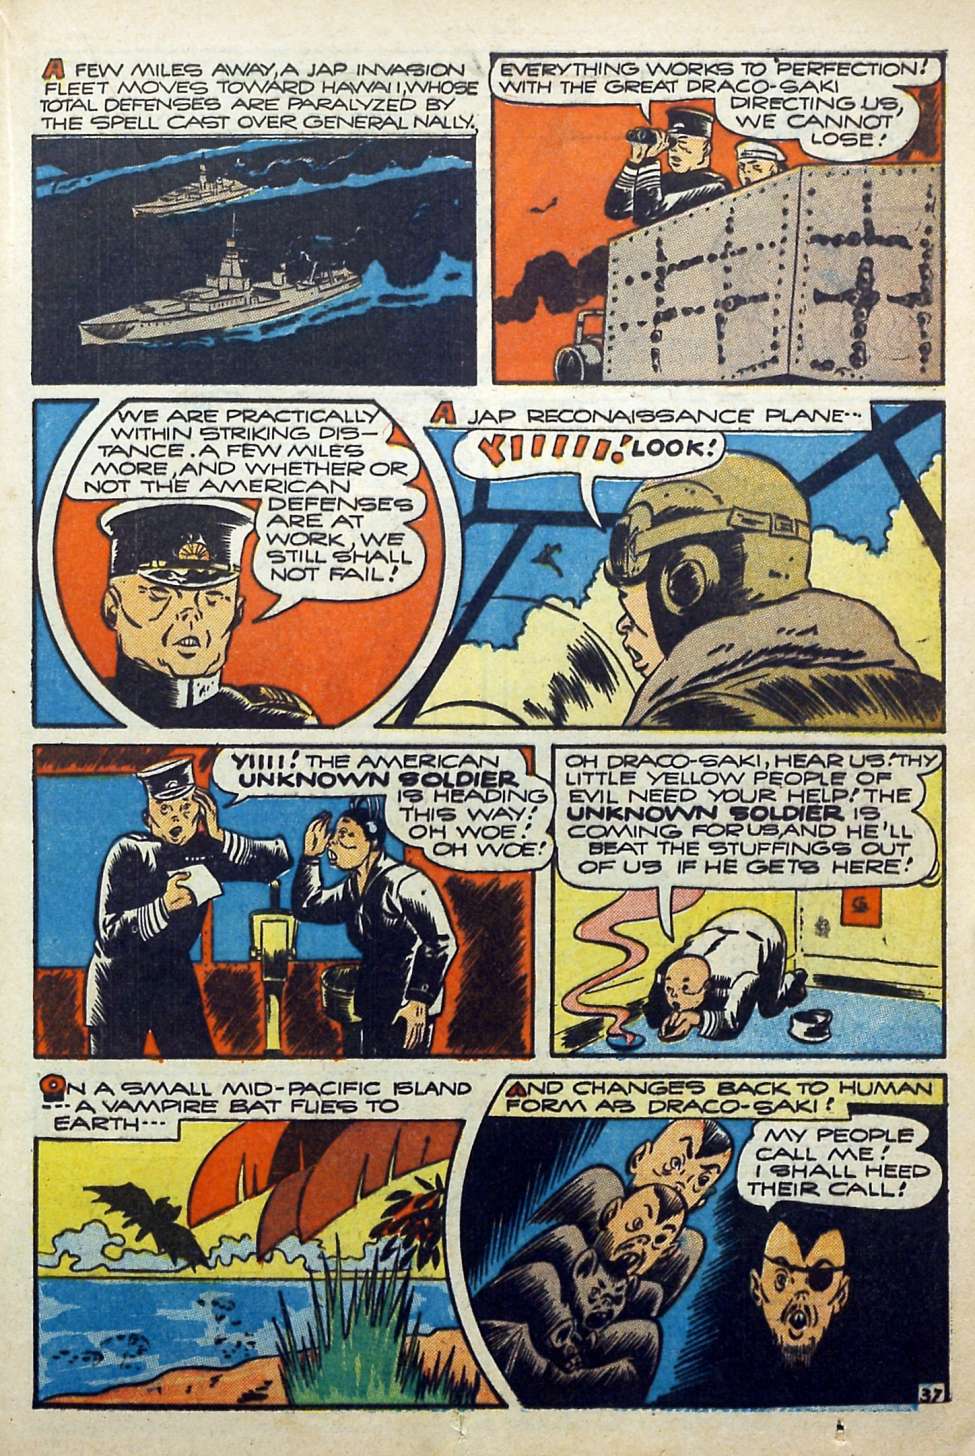 A FEW MILES AWAY, A JAP INVASION
FLEET MOVES TOWARD HAWAII, WHOSE
TOTAL DEFENSES ARE PARALYZED BY
THE SPELL CAST OVER GENERAL NALLY.
EVERYTHING WORKS TO PERFECTION!
WITH THE GREAT DRACO-SAKI
DIRECTING US,
WE CANNOT
LOSE!
WE ARE PRACTICALLY
WITHIN STRIKING DIS-
TANCE. A FEW MILES
MORE, AND WHETHER OR
NOT THE AMERICAN
DEFENSES
ARE AT
WORK, WE
STILL SHALL
NOT FAIL!
A JAP RECONAISSANCE PLANE---
YIIIIII! LOOK!
YIIII! THE AMERICAN
UNKNOWN SOLDIER
IS HEADING
THIS WAY!
OH WOE!
OH WOE!
OH DRACO-SAKI, HEAR US! THY
LITTLE YELLOW PEOPLE OF
EVIL NEED YOUR HELP! THE
UNKNOWN SOLDIER IS
COMING FOR US, AND HE'LL
BEAT THE STUFFINGS OUT
OF US IF HE GETS HERE!
ON A SMALL MID-PACIFIC ISLAND
--- A VAMPIRE BAT FLIES TO
EARTH---
AND CHANGES BACK TO HUMAN
FORM AS DRACO-SAKI!
MY PEOPLE
CALL ME!
I SHALL HEED
THEIR CALL!
37